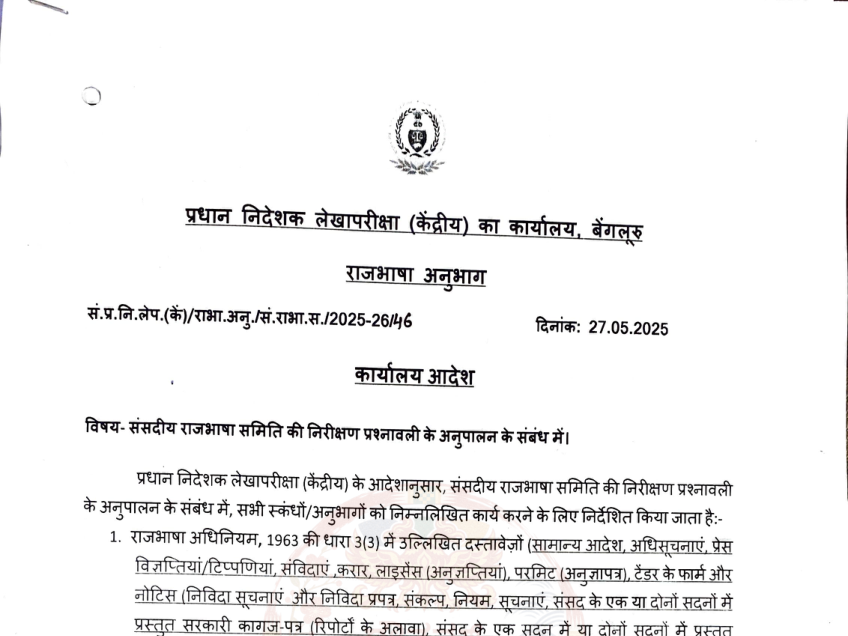 प्रधान निदेशक लेखापरीक्षा (केंद्रीय) का कार्यालय, बेंगलूरु
राजभाषा अनुभाग
सं.प्र.नि.लेप.(कें)/राभा.अनु./सं.राभा.स./2025-26/46
दिनांक: 27.05.2025
कार्यालय आदेश
विषय- संसदीय राजभाषा समिति की निरीक्षण प्रश्नावली के अनुपालन के संबंध में।
प्रधान निदेशक लेखापरीक्षा (केंद्रीय) के आदेशानुसार, संसदीय राजभाषा समिति की निरीक्षण प्रश्नावली
के अनुपालन के संबंध में, सभी स्कंधों/अनुभागों को निम्नलिखित कार्य करने के लिए निर्देशित किया जाता है:-
1. राजभाषा अधिनियम, 1963 की धारा 3(3) में उल्लिखित दस्तावेज़ों (सामान्य आदेश, अधिसूचनाएं, प्रेस
विज्ञप्तियां/टिप्पणियां, संविदाएं ,करार, लाइसेंस (अनुज्ञप्तियां), परमिट (अनुज्ञापत्र), टेंडर के फार्म और
नोटिस (निविदा सूचनाएं और निविदा प्रपत्र, संकल्प, नियम, सूचनाएं, संसद के एक या दोनों सदनों में
प्रस्तुत सरकारी कागज-पत्र (रिपोर्टों के अलावा), संसद के एक सदन में या दोनों सदनों में प्रस्तुत